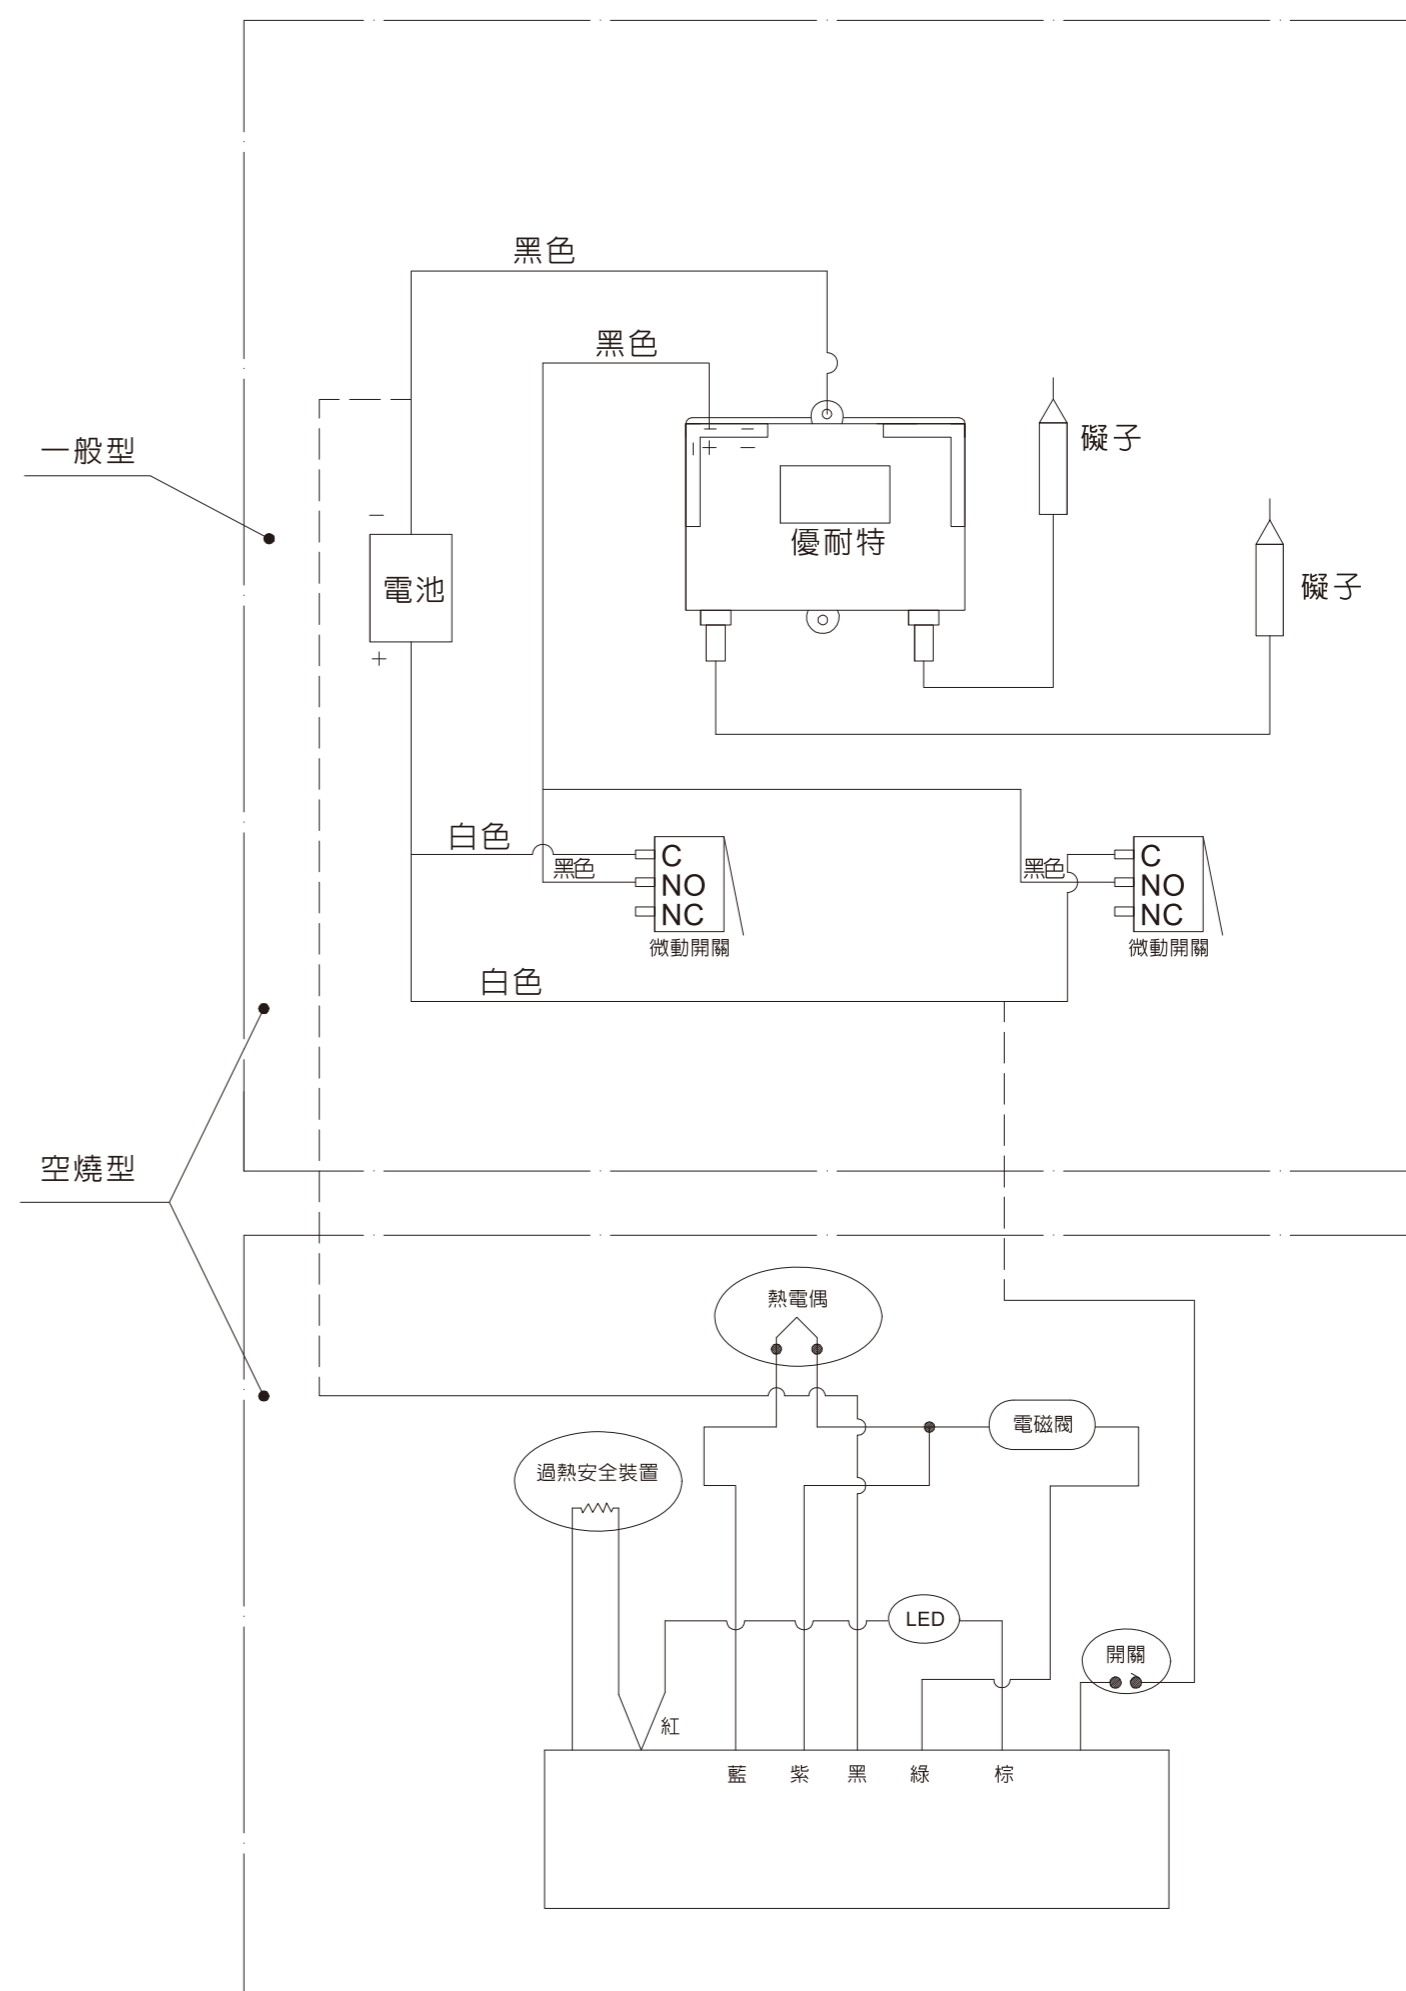 黑色
黑色
一般型
礙子
+ −
+ −
優耐特
−
電池
+
礙子
白色
黑色
C
NO
NC
微動開關
黑色
C
NO
NC
微動開關
白色
空燒型
熱電偶
電磁閥
過熱安全裝置
LED
開關
紅
藍 紫 黑 綠 棕